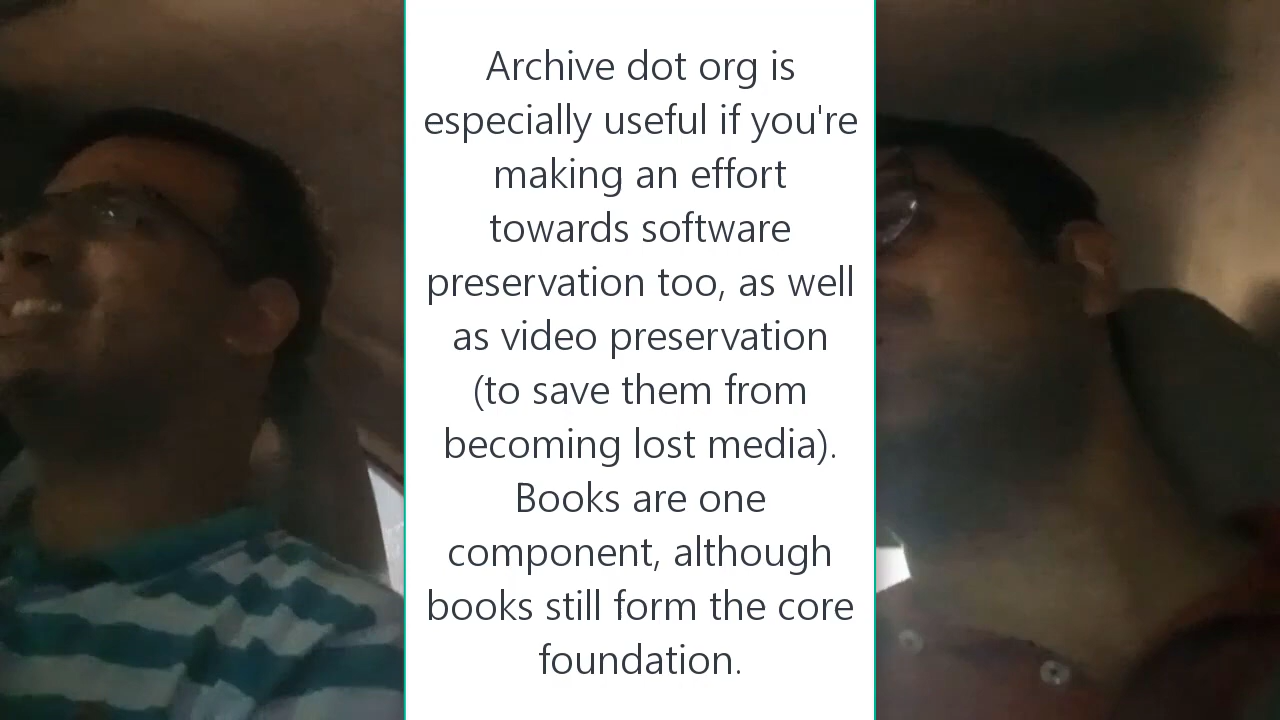 Archive dot org is
especially useful if you're
making an effort
towards software
preservation too, as well
as video preservation
(to save them from
becoming lost media).
Books are one
component, although
books still form the core
foundation.